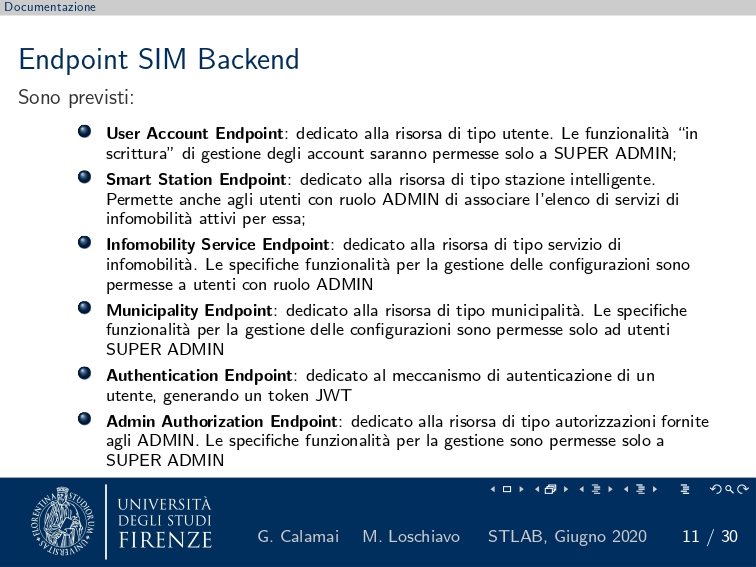 Documentazione
Endpoint SIM Backend
Sono previsti:
User Account Endpoint: dedicato alla risorsa di tipo utente. Le funzionalità “in
scrittura” di gestione degli account saranno permesse solo a SUPER ADMIN;
Smart Station Endpoint: dedicato alla risorsa di tipo stazione intelligente.
Permette anche agli utenti con ruolo ADMIN di associare l'elenco di servizi di
infomobilità attivi per essa;
Infomobility Service Endpoint: dedicato alla risorsa di tipo servizio di
infomobilità. Le specifiche funzionalità per la gestione delle configurazioni sono
permesse a utenti con ruolo ADMIN
Municipality Endpoint: dedicato alla risorsa di tipo municipalità. Le specifiche
funzionalità per la gestione delle configurazioni sono permesse solo ad utenti
SUPER ADMIN
Authentication Endpoint: dedicato al meccanismo di autenticazione di un
utente, generando un token JWT
Admin Authorization Endpoint: dedicato alla risorsa di tipo autorizzazioni fornite
agli ADMIN. Le specifiche funzionalità per la gestione sono permesse solo a
SUPER ADMIN
FLORENTINA STUDIORUM UNIVERSITAS
UNIVERSITÀ
DEGLI STUDI
FIRENZE
G. Calamai M. Loschiavo STLAB, Giugno 2020 11 / 30